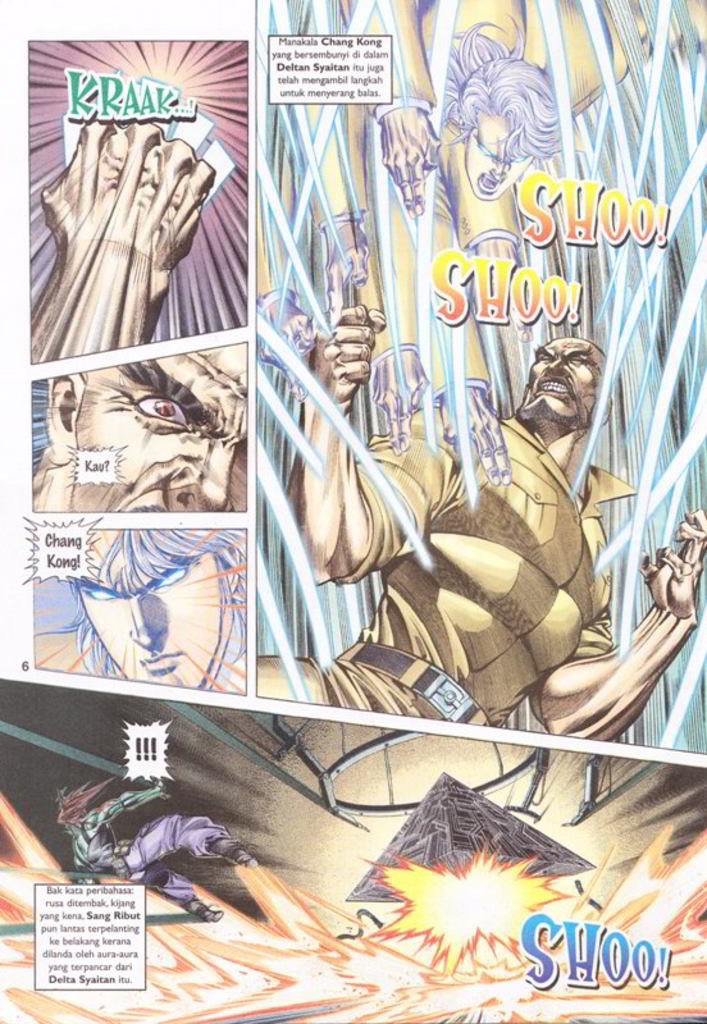 KRAAK...!
Manakala Chang Kong
yang bersembunyi di dalam
Deltan Syaitan itu juga
telah mengambil langkah
untuk menyerang balas.
SHOO!
SHOO!
Kau?
Chang
Kong!
6
!!!
Bak kata peribahasa:
rusa ditembak, kijang
yang kena, Sang Ribut
pun lantas terpelanting
ke belakang kerana
dilanda oleh aura-aura
yang terpancar dari
Delta Syaitan itu.
SHOO!